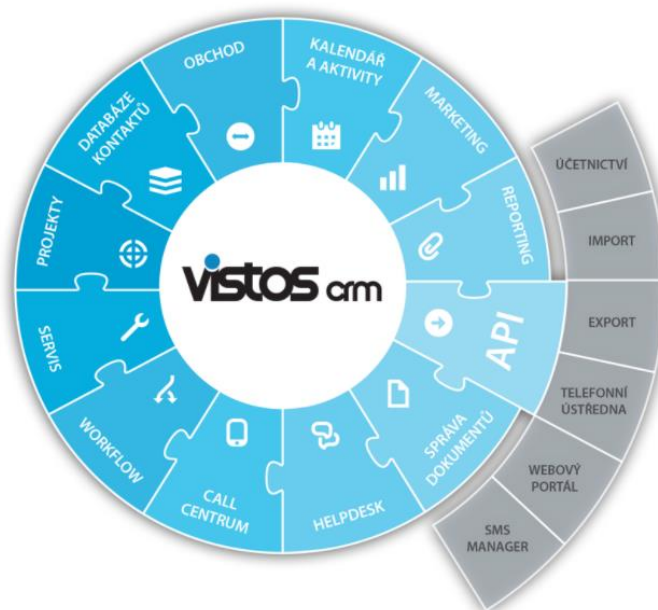 OBCHOD
KALENDÁŘ
A AKTIVITY
MARKETING
REPORTING
API
SPRÁVA
DOKUMENTŮ
HELPDESK
CALL
CENTRUM
WORKFLOW
SERVIS
PROJEKTY
DATABÁZE
KONTAKTŮ
vistos crm
ÚČETNICTVÍ
IMPORT
EXPORT
TELEFONNÍ
ÚSTŘEDNA
WEBOVÝ
PORTÁL
SMS
MANAGER